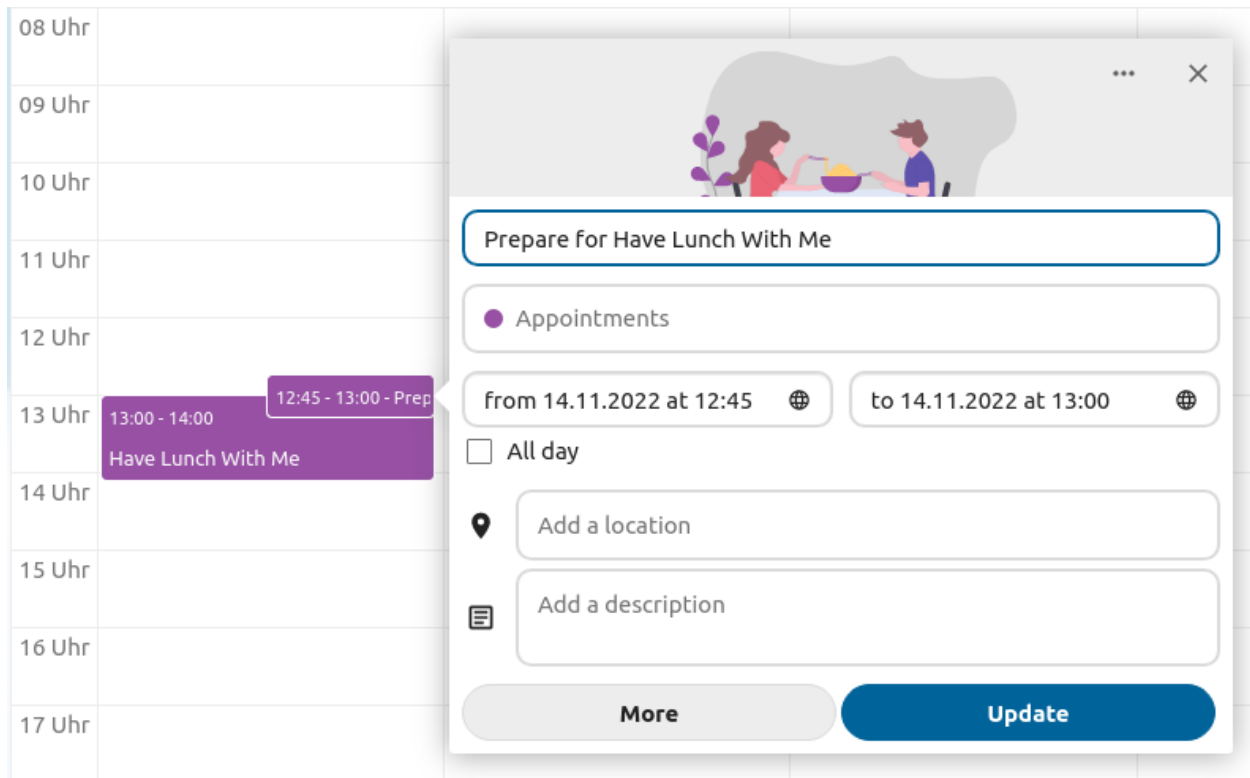 08 Uhr
09 Uhr
10 Uhr
11 Uhr
12 Uhr
13 Uhr
14 Uhr
15 Uhr
16 Uhr
17 Uhr
12:45 - 13:00 - Prep
13:00 - 14:00
Have Lunch With Me
Prepare for Have Lunch With Me
Appointments
from 14.11.2022 at 12:45
to 14.11.2022 at 13:00
All day
Add a location
Add a description
More
Update